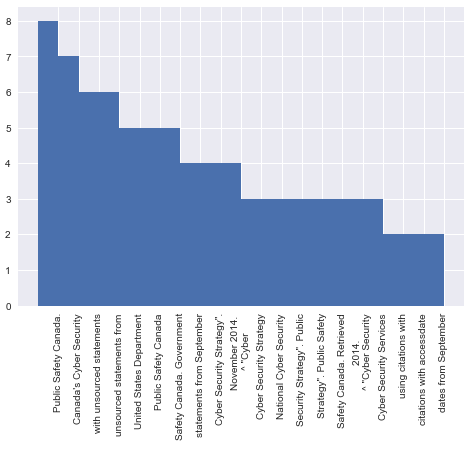 8
7
6
5
4
3
2
1
0
Public Safety Canada.
Canada's Cyber Security
with unsourced statements
unsourced statements from
United States Department
Public Safety Canada
Safety Canada. Government
statements from September
Cyber Security Strategy".
November 2014.
^ "Cyber
Cyber Security Strategy
National Cyber Security
Security Strategy". Public
Strategy". Public Safety
Safety Canada. Retrieved
2014.
^ "Cyber Security
Cyber Security Services
using citations with
citations with accessdate
dates from September